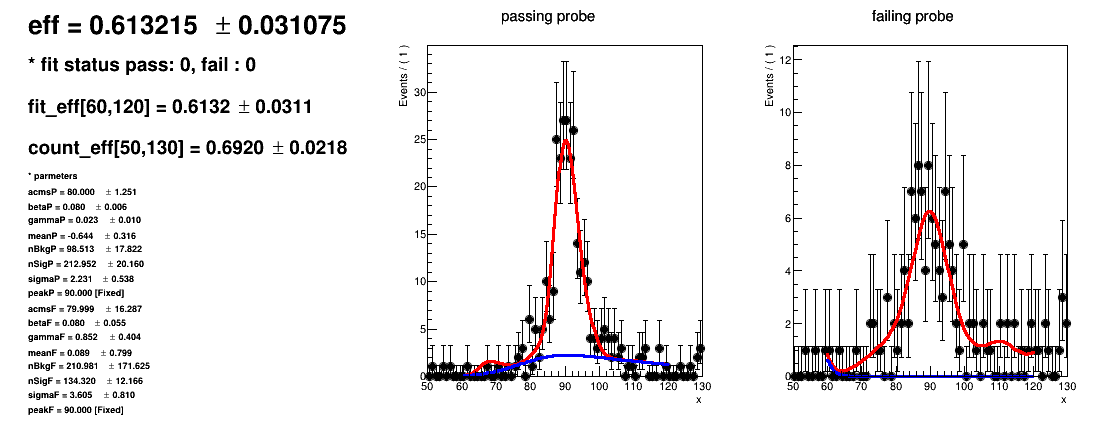 eff = 0.613215 ± 0.031075
* fit status pass: 0, fail : 0
fit_eff[60,120] = 0.6132 ± 0.0311
count_eff[50,130] = 0.6920 ± 0.0218
* parmeters
acmsP = 80.000 ± 1.251
betaP = 0.080 ± 0.006
gammaP = 0.023 ± 0.010
meanP = -0.644 ± 0.316
nBkgP = 98.513 ± 17.822
nSigP = 212.952 ± 20.160
sigmaP = 2.231 ± 0.538
peakP = 90.000 [Fixed]
acmsF = 79.999 ± 16.287
betaF = 0.080 ± 0.055
gammaF = 0.852 ± 0.404
meanF = 0.089 ± 0.799
nBkgF = 210.981 ± 171.625
nSigF = 134.320 ± 12.166
sigmaF = 3.605 ± 0.810
peakF = 90.000 [Fixed]
passing probe
Events / ( 1 )
30
25
20
15
10
5
0
50 60 70 80 90 100 110 120 130
x
failing probe
Events / ( 1 )
12
10
8
6
4
2
0
50 60 70 80 90 100 110 120 130
x